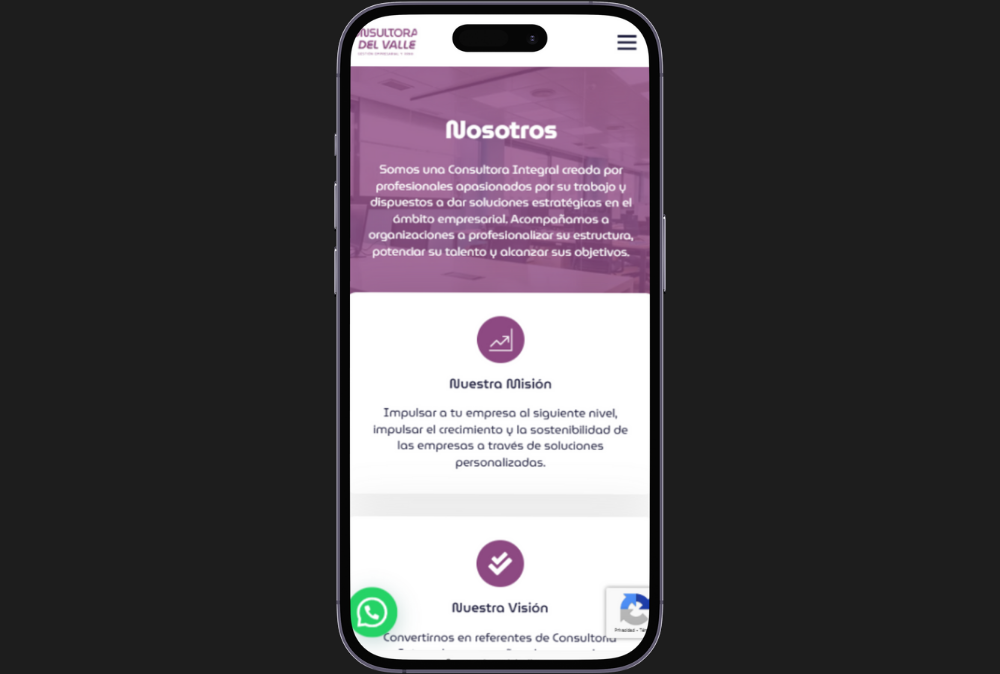 NSULTORA
DEL VALLE
Nosotros
Somos una Consultora Integral creada por
profesionales apasionados por su trabajo y
dispuestos a dar soluciones estratégicas en el
ámbito empresarial. Acompañamos a
organizaciones a profesionalizar su estructura,
potenciar su talento y alcanzar sus objetivos.
Nuestra Misión
Impulsar a tu empresa al siguiente nivel,
impulsar el crecimiento y la sostenibilidad de
las empresas a través de soluciones
personalizadas.
Nuestra Visión
Convertirnos en referentes de Consultoría
Privacidad -